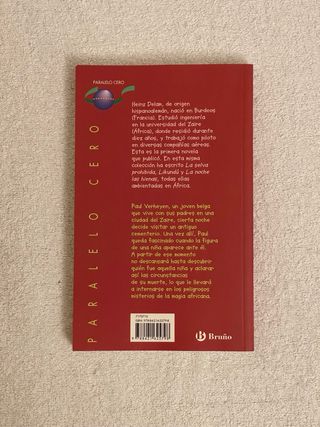 PARALELO CERO
PARALELO CERO
Heinz Delam, de origen
hispanoalemán, nació en Burdeos
(Francia). Estudió ingeniería
en la universidad del Zaire
(África), donde residió durante
diez años, y trabajó como piloto
en diversas compañías aéreas.
Esta es la primera novela
que publicó. En esta misma
colección ha escrito La selva
prohibida, Likundú y La noche
de las hienas, todas ellas
ambientadas en África.
Paul Verheyen, un joven belga
que vive con sus padres en una
ciudad del Zaire, cierta noche
decide visitar un antiguo
cementerio. Una vez allí, Paul
queda fascinado cuando la figura
de una niña aparece ante él.
A partir de ese momento
no descansará hasta descubrir
quién fue aquella niña y aclarar
las circunstancias
de su muerte, lo que le llevará
a internarse en los peligrosos
misterios de la magia africana.
Bruño